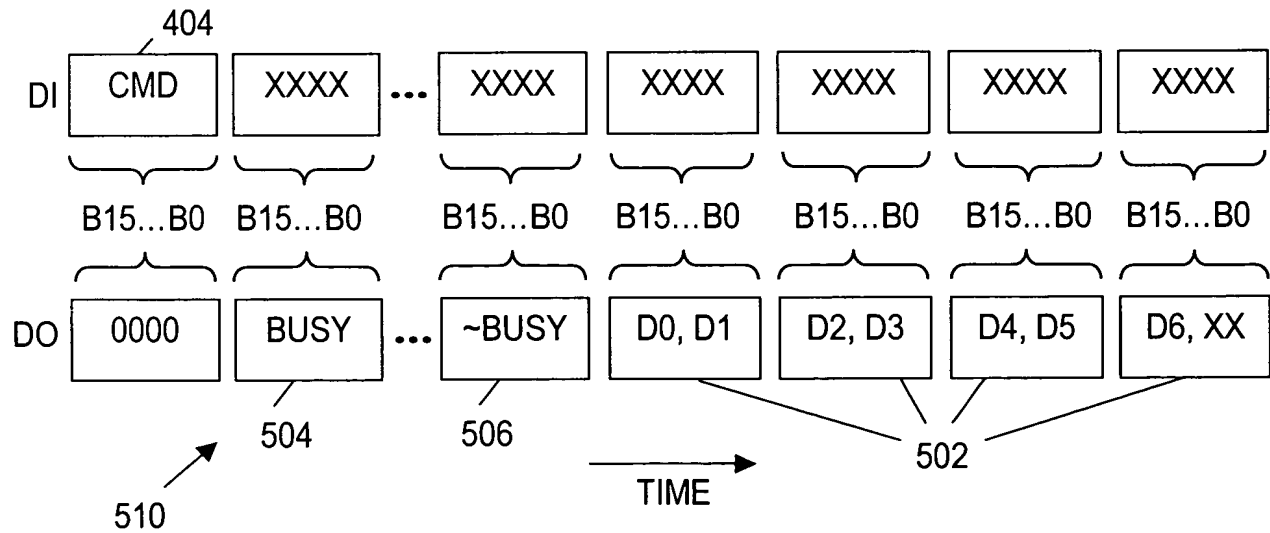 404
DI CMD XXXX ... XXXX XXXX XXXX XXXX XXXX
B15...B0 B15...B0 B15...B0 B15...B0 B15...B0 B15...B0 B15...B0
DO 0000 BUSY ... ~BUSY D0, D1 D2, D3 D4, D5 D6, XX
504 506 502
TIME
510